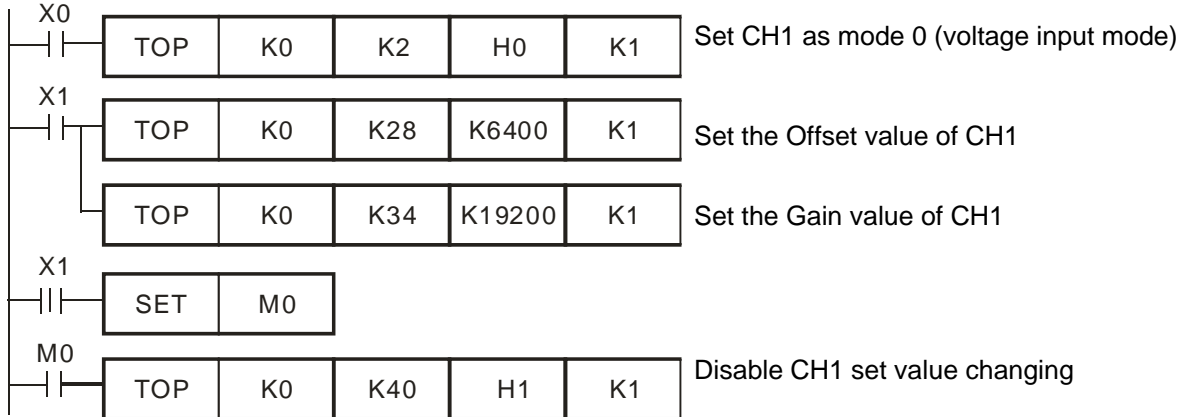 X0
TOP K0 K2 H0 K1 Set CH1 as mode 0 (voltage input mode)
X1
TOP K0 K28 K6400 K1 Set the Offset value of CH1
TOP K0 K34 K19200 K1 Set the Gain value of CH1
X1
SET M0
M0
TOP K0 K40 H1 K1 Disable CH1 set value changing